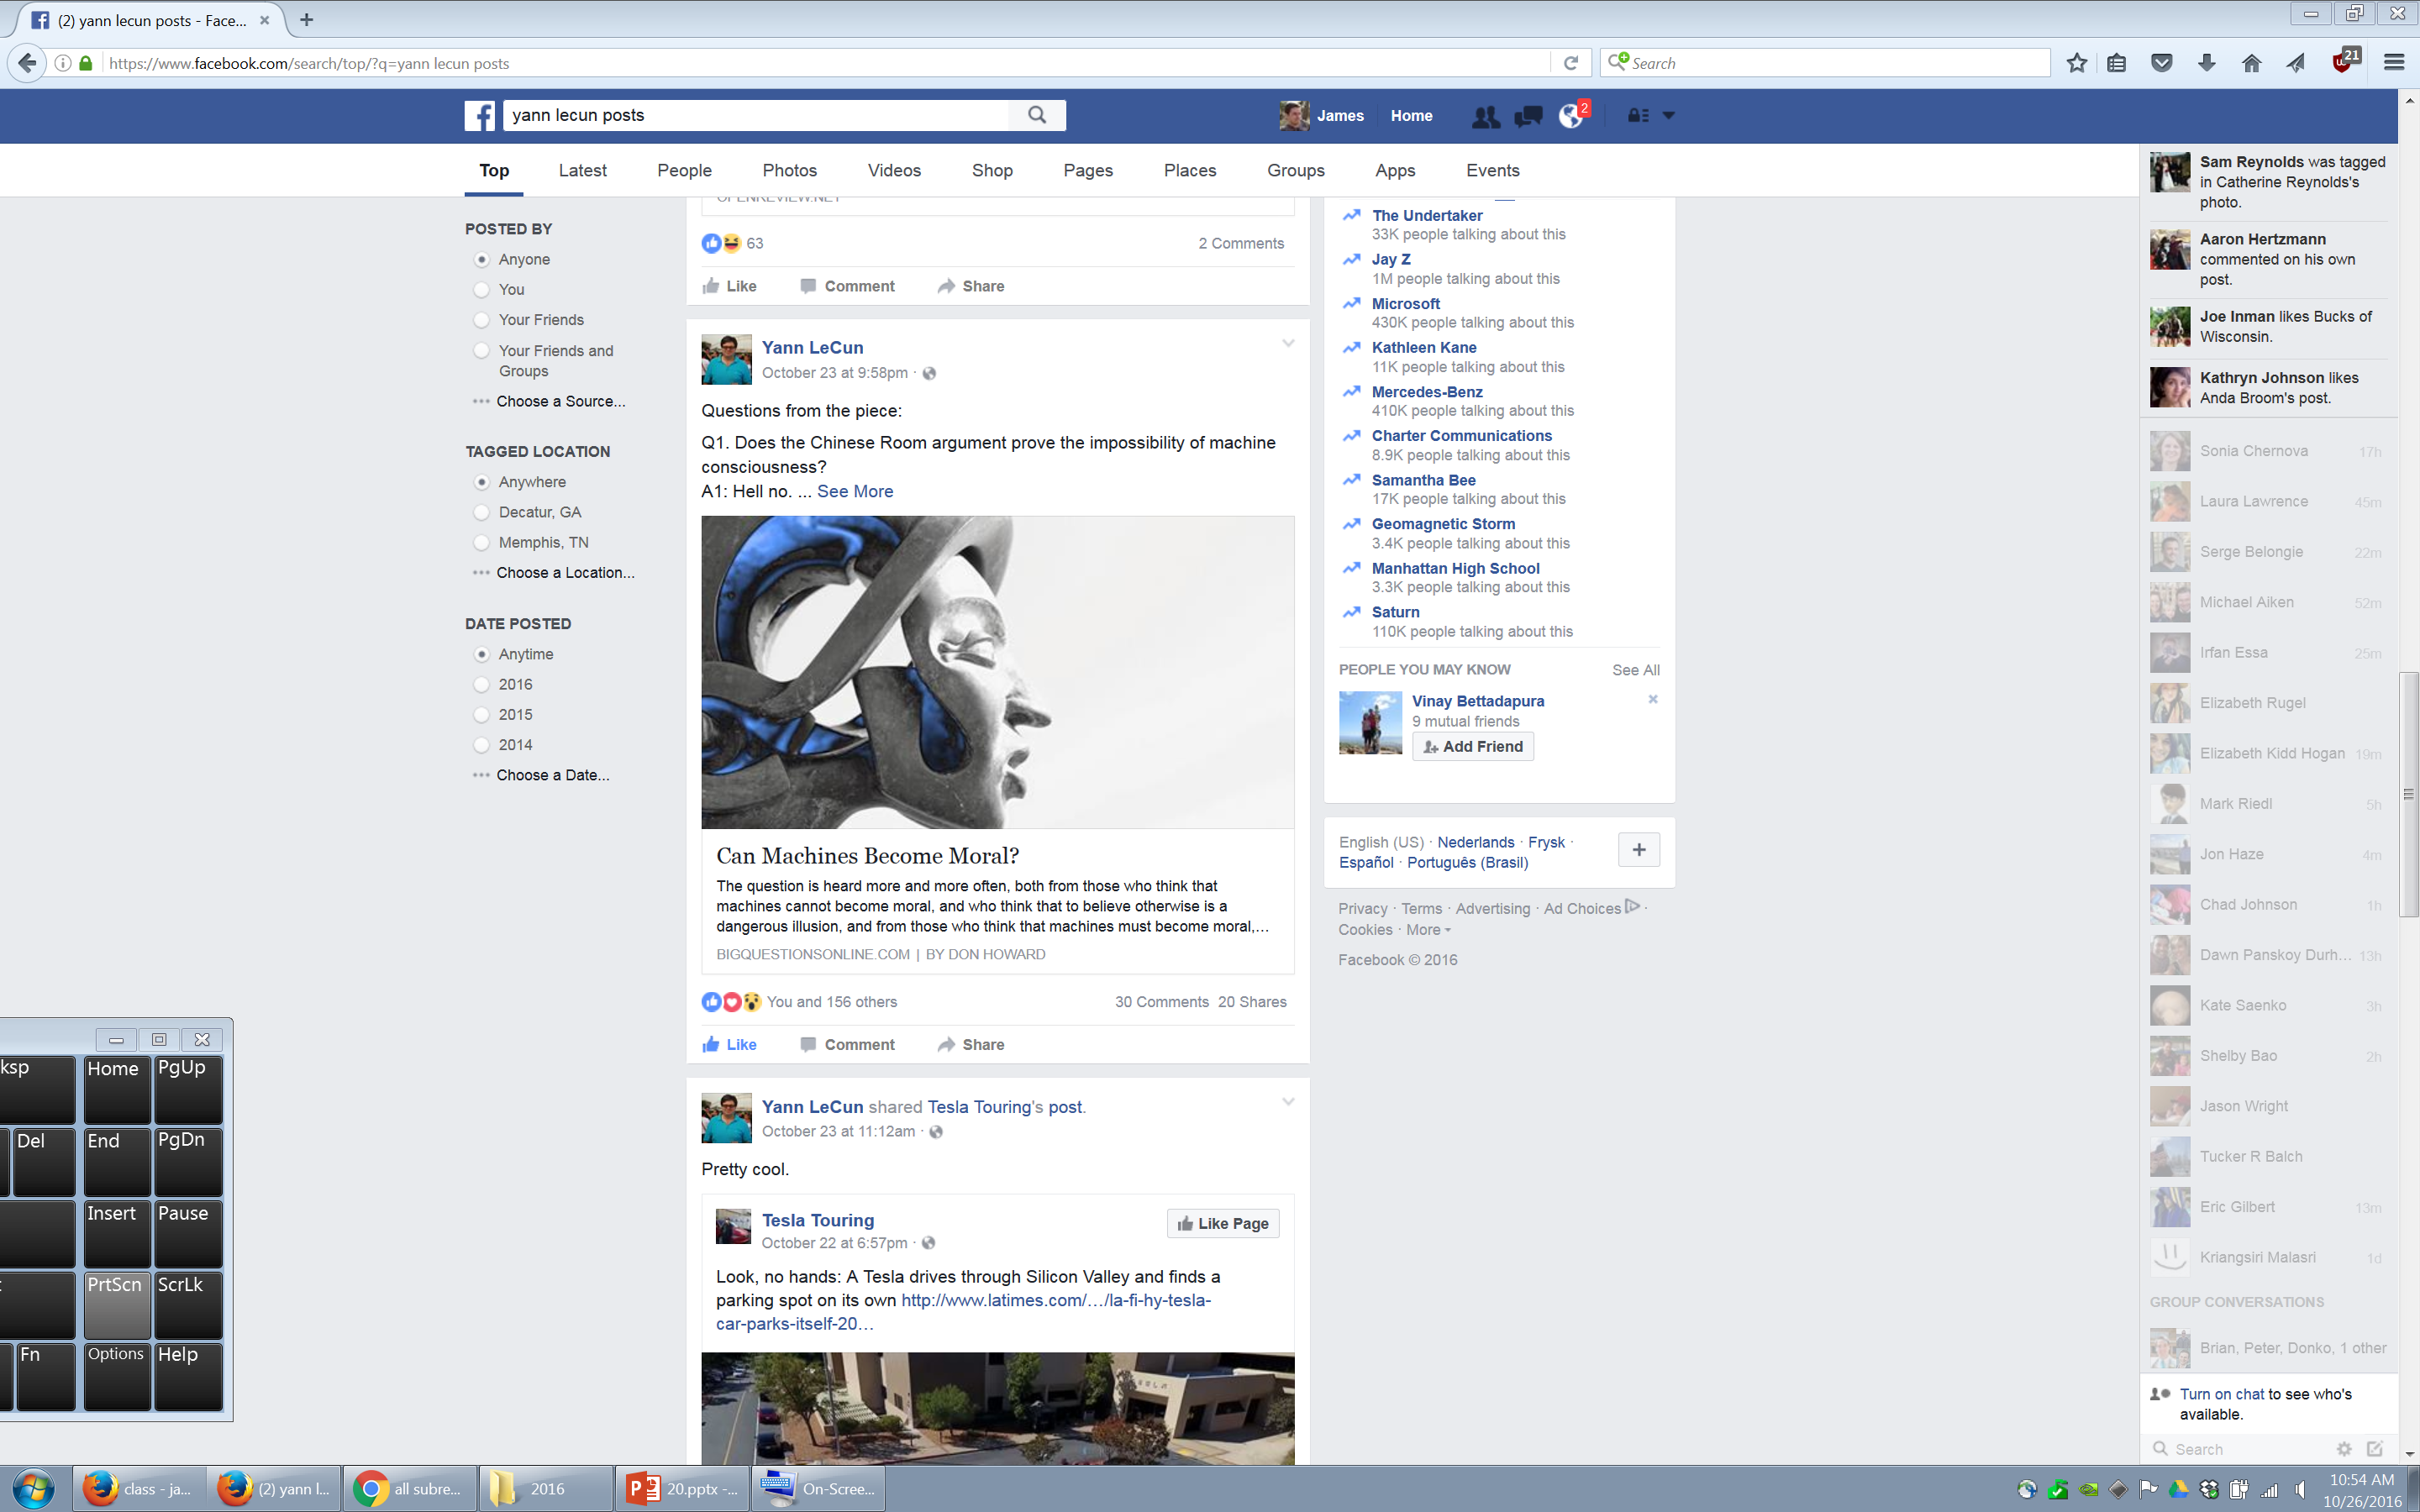 (2) yann lecun posts - Face...
https://www.facebook.com/search/top/?q=yann lecun posts
Search
21
yann lecun posts
James
Home
2
Top
Latest
People
Photos
Videos
Shop
Pages
Places
Groups
Apps
Events
POSTED BY
Anyone
You
Your Friends
Your Friends and
Groups
Choose a Source...
TAGGED LOCATION
Anywhere
Decatur, GA
Memphis, TN
Choose a Location...
DATE POSTED
Anytime
2016
2015
2014
Choose a Date...
OPENREVIEW.NET
63
2 Comments
Like Comment Share
Yann LeCun
October 23 at 9:58pm ·
Questions from the piece:
Q1. Does the Chinese Room argument prove the impossibility of machine
consciousness?
A1: Hell no. ... See More
Can Machines Become Moral?
The question is heard more and more often, both from those who think that
machines cannot become moral, and who think that to believe otherwise is a
dangerous illusion, and from those who think that machines must become moral,...
BIGQUESTIONSONLINE.COM | BY DON HOWARD
You and 156 others
30 Comments 20 Shares
Like Comment Share
Yann LeCun shared Tesla Touring's post.
October 23 at 11:12am ·
Pretty cool.
Tesla Touring
October 22 at 6:57pm ·
Like Page
Look, no hands: A Tesla drives through Silicon Valley and finds a
parking spot on its own http://www.latimes.com/…/la-fi-hy-tesla-
car-parks-itself-20…
TESLA
The Undertaker
33K people talking about this
Jay Z
1M people talking about this
Microsoft
430K people talking about this
Kathleen Kane
11K people talking about this
Mercedes-Benz
410K people talking about this
Charter Communications
8.9K people talking about this
Samantha Bee
17K people talking about this
Geomagnetic Storm
3.4K people talking about this
Manhattan High School
3.3K people talking about this
Saturn
110K people talking about this
PEOPLE YOU MAY KNOW
See All
Vinay Bettadapura
9 mutual friends
Add Friend
English (US) · Nederlands · Frysk ·
Español · Português (Brasil)
Privacy · Terms · Advertising · Ad Choices ·
Cookies · More
Facebook © 2016
Sam Reynolds was tagged
in Catherine Reynolds's
photo.
Aaron Hertzmann
commented on his own
post.
Joe Inman likes Bucks of
Wisconsin.
Kathryn Johnson likes
Anda Broom's post.
Sonia Chernova 17h
Laura Lawrence 45m
Serge Belongie 22m
Michael Aiken 52m
Irfan Essa 25m
Elizabeth Rugel
Elizabeth Kidd Hogan 19m
Mark Riedl 5h
Jon Haze 4m
Chad Johnson 1h
Dawn Panskoy Durh... 13h
Kate Saenko 3h
Shelby Bao 2h
Jason Wright
Tucker R Balch
Eric Gilbert 13m
Kriangsiri Malasri 1d
GROUP CONVERSATIONS
Brian, Peter, Donko, 1 other
Turn on chat to see who's
available.
Search
ksp Home PgUp
Del End PgDn
Insert Pause
PrtScn ScrLk
Fn Options Help
class - ja...
(2) yann l...
all subre...
2016
20.pptx -...
On-Scree...
10:54 AM
10/26/2016